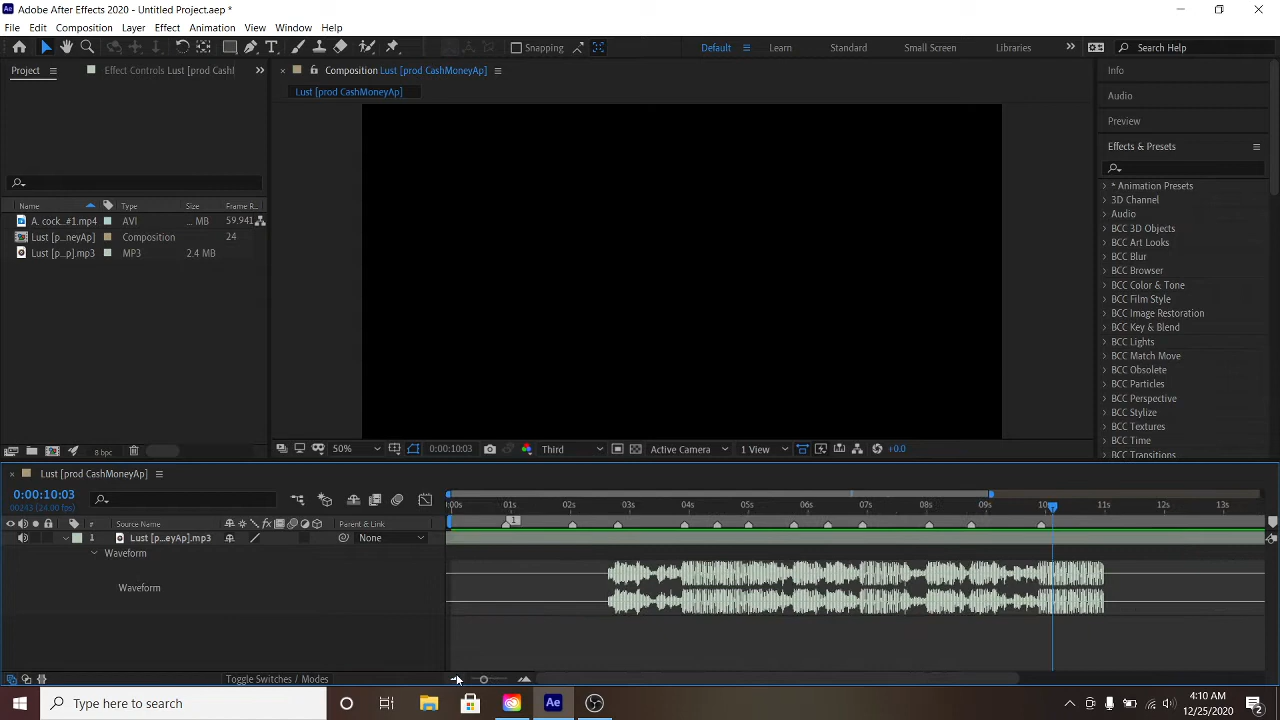 Adobe After Effects 2020 - Untitled Project.aep *
File Edit Composition Layer Effect Animation View Window Help
Snapping Default Learn Standard Small Screen Libraries Search Help
Project Effect Controls Lust [prod CashI Composition Lust [prod CashMoneyAp] Info
Lust [prod CashMoneyAp]
Audio
Preview
Effects & Presets
Name Type Size Frame R..
A. cock...#1.mp4 AVI ... MB 59.941
Lust [p...neyAp] Composition 24
Lust [p...p].mp3 MP3 2.4 MB
* Animation Presets
3D Channel
Audio
BCC 3D Objects
BCC Art Looks
BCC Blur
BCC Browser
BCC Color & Tone
BCC Film Style
BCC Image Restoration
BCC Key & Blend
BCC Lights
BCC Match Move
BCC Obsolete
BCC Particles
BCC Perspective
BCC Stylize
BCC Textures
BCC Time
BCC Transitions
8 bpc 50% 0:00:10:03 Third Active Camera 1 View +0.0
Lust [prod CashMoneyAp]
0:00:10:03
00243 (24.00 fps)
0:00s 01s 02s 03s 04s 05s 06s 07s 08s 09s 10s 11s 12s 13s
1
# Source Name Parent & Link
1 Lust [p...eyAp].mp3 None
Waveform
Waveform
Toggle Switches / Modes
Type here to search
4:10 AM
12/25/2020
2